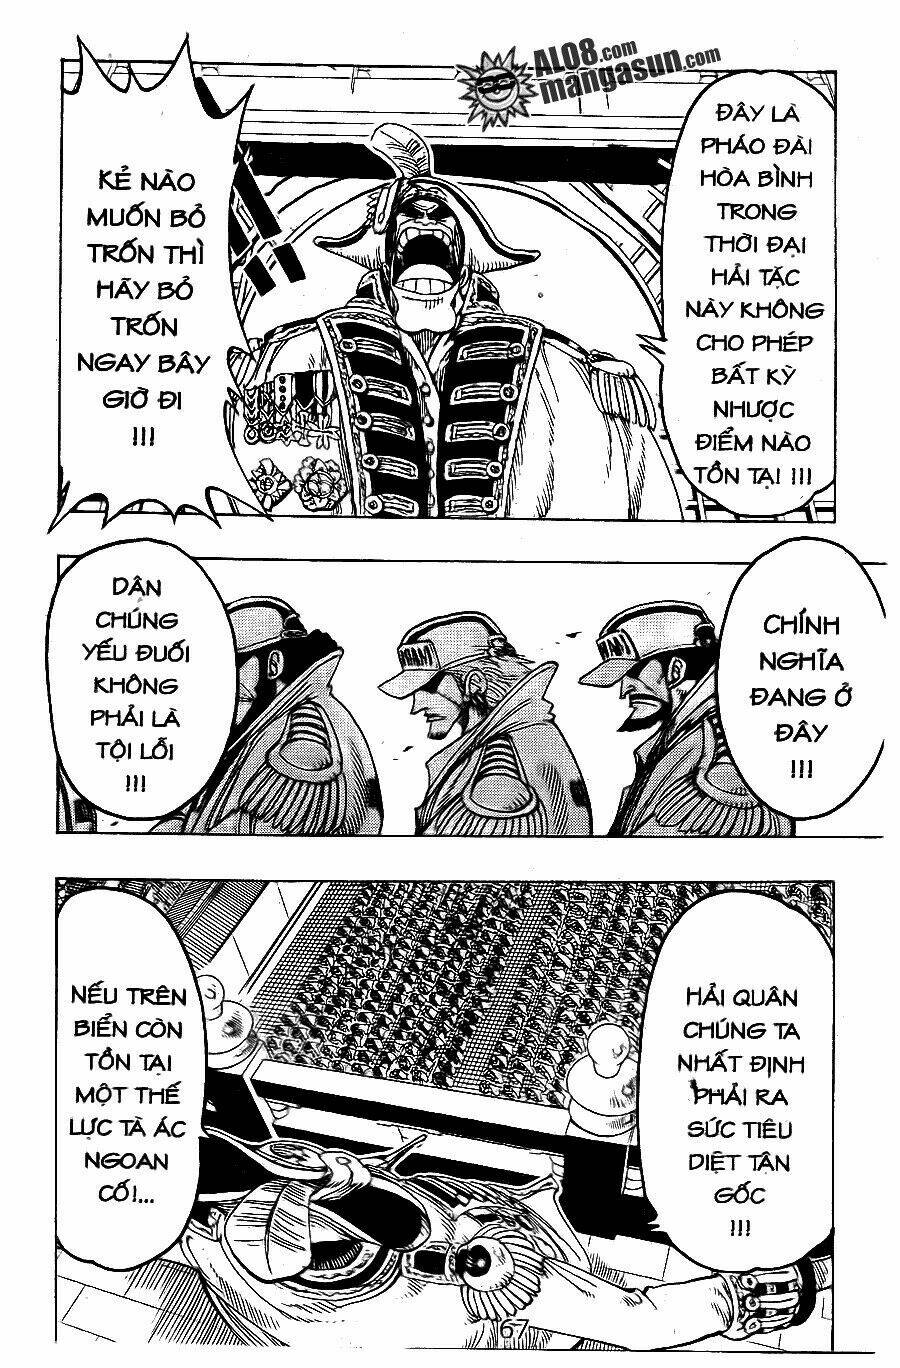 ALO8.com
mangasun.com
ĐÂY LÀ
PHÁO ĐÀI
HÒA BÌNH
TRONG
THỜI ĐẠI
HẢI TẶC
NÀY KHÔNG
CHO PHÉP
BẤT KỲ
NHƯỢC
ĐIỂM NÀO
TỒN TẠI !!!
KẺ NÀO
MUỐN BỎ
TRỐN THÌ
HÃY BỎ
TRỐN
NGAY BÂY
GIỜ ĐI
!!!
CHÍNH
NGHĨA
ĐANG Ở
ĐÂY
!!!
DÂN
CHÚNG
YẾU ĐUỐI
KHÔNG
PHẢI LÀ
TỘI LỖI
!!!
HẢI QUÂN
CHÚNG TA
NHẤT ĐỊNH
PHẢI RA
SỨC TIÊU
DIỆT TẬN
GỐC
!!!
NẾU TRÊN
BIỂN CÒN
TỒN TẠI
MỘT THẾ
LỰC TÀ ÁC
NGOAN
CỐ!...
67